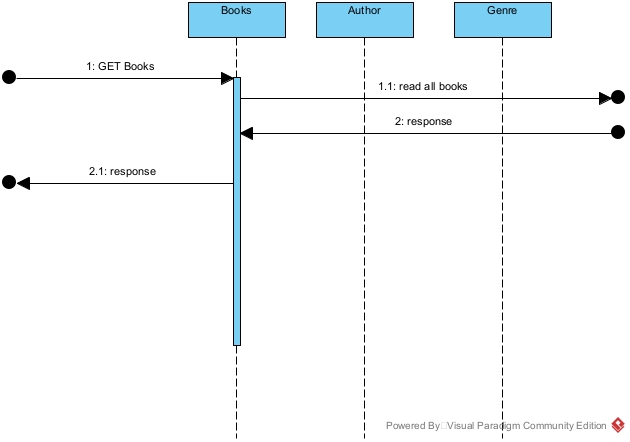 Books
Author
Genre
1: GET Books
1.1: read all books
2: response
2.1: response
Powered By Visual Paradigm Community Edition